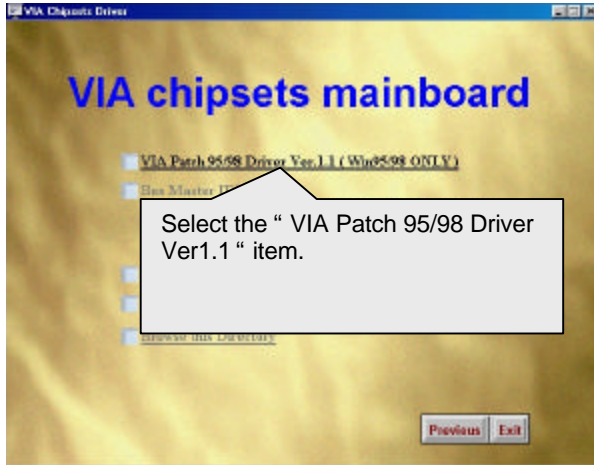 VIA Chipsets Driver
VIA chipsets mainboard
VIA Patch 95/98 Driver Ver.1.1 ( Win95/98 ONLY )
Bus Master
Select the “ VIA Patch 95/98 Driver
Ver1.1 “ item.
Browse this Directory
Previous Exit